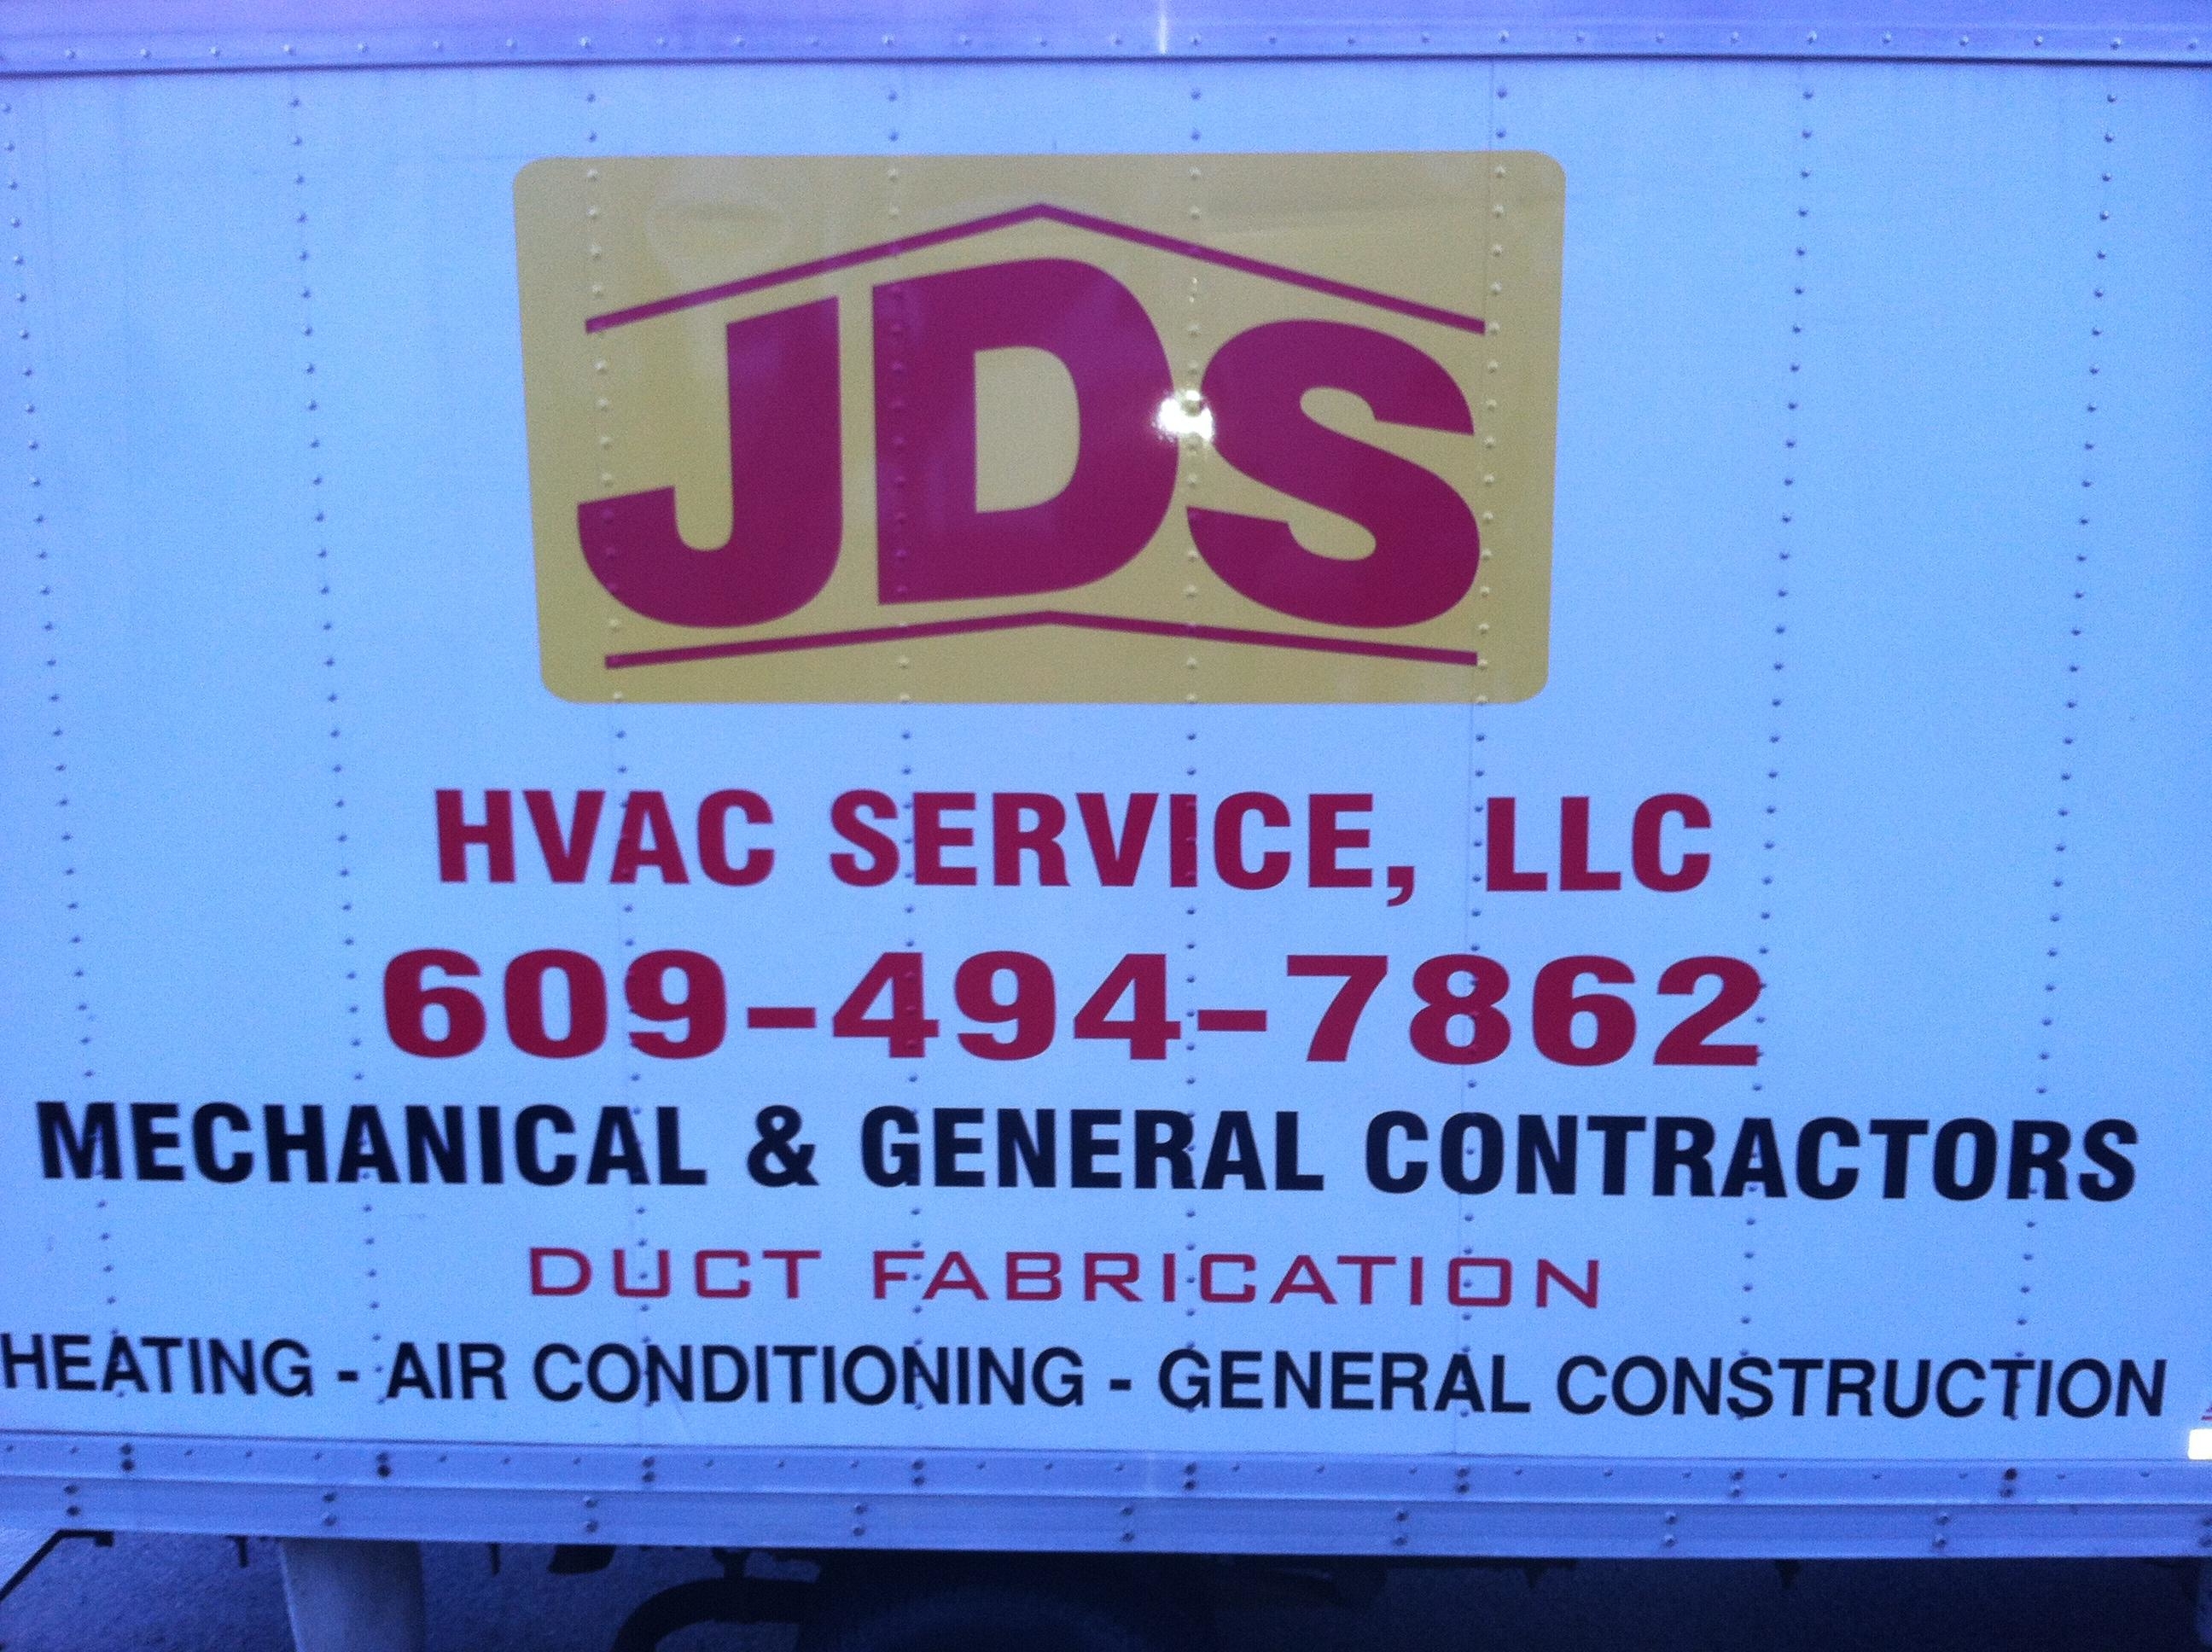 JDS
HVAC SERVICE, LLC
609-494-7862
MECHANICAL & GENERAL CONTRACTORS
DUCT FABRICATION
HEATING - AIR CONDITIONING - GENERAL CONSTRUCTION